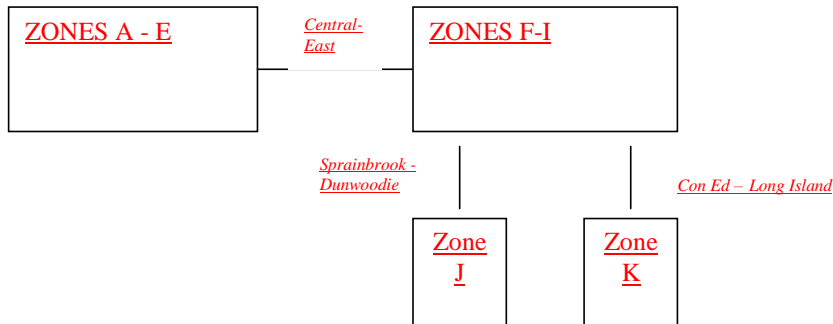 ZONES A - E
Central-
East
ZONES F-I
Sprainbrook -
Dunwoodie
Con Ed – Long Island
Zone
J
Zone
K